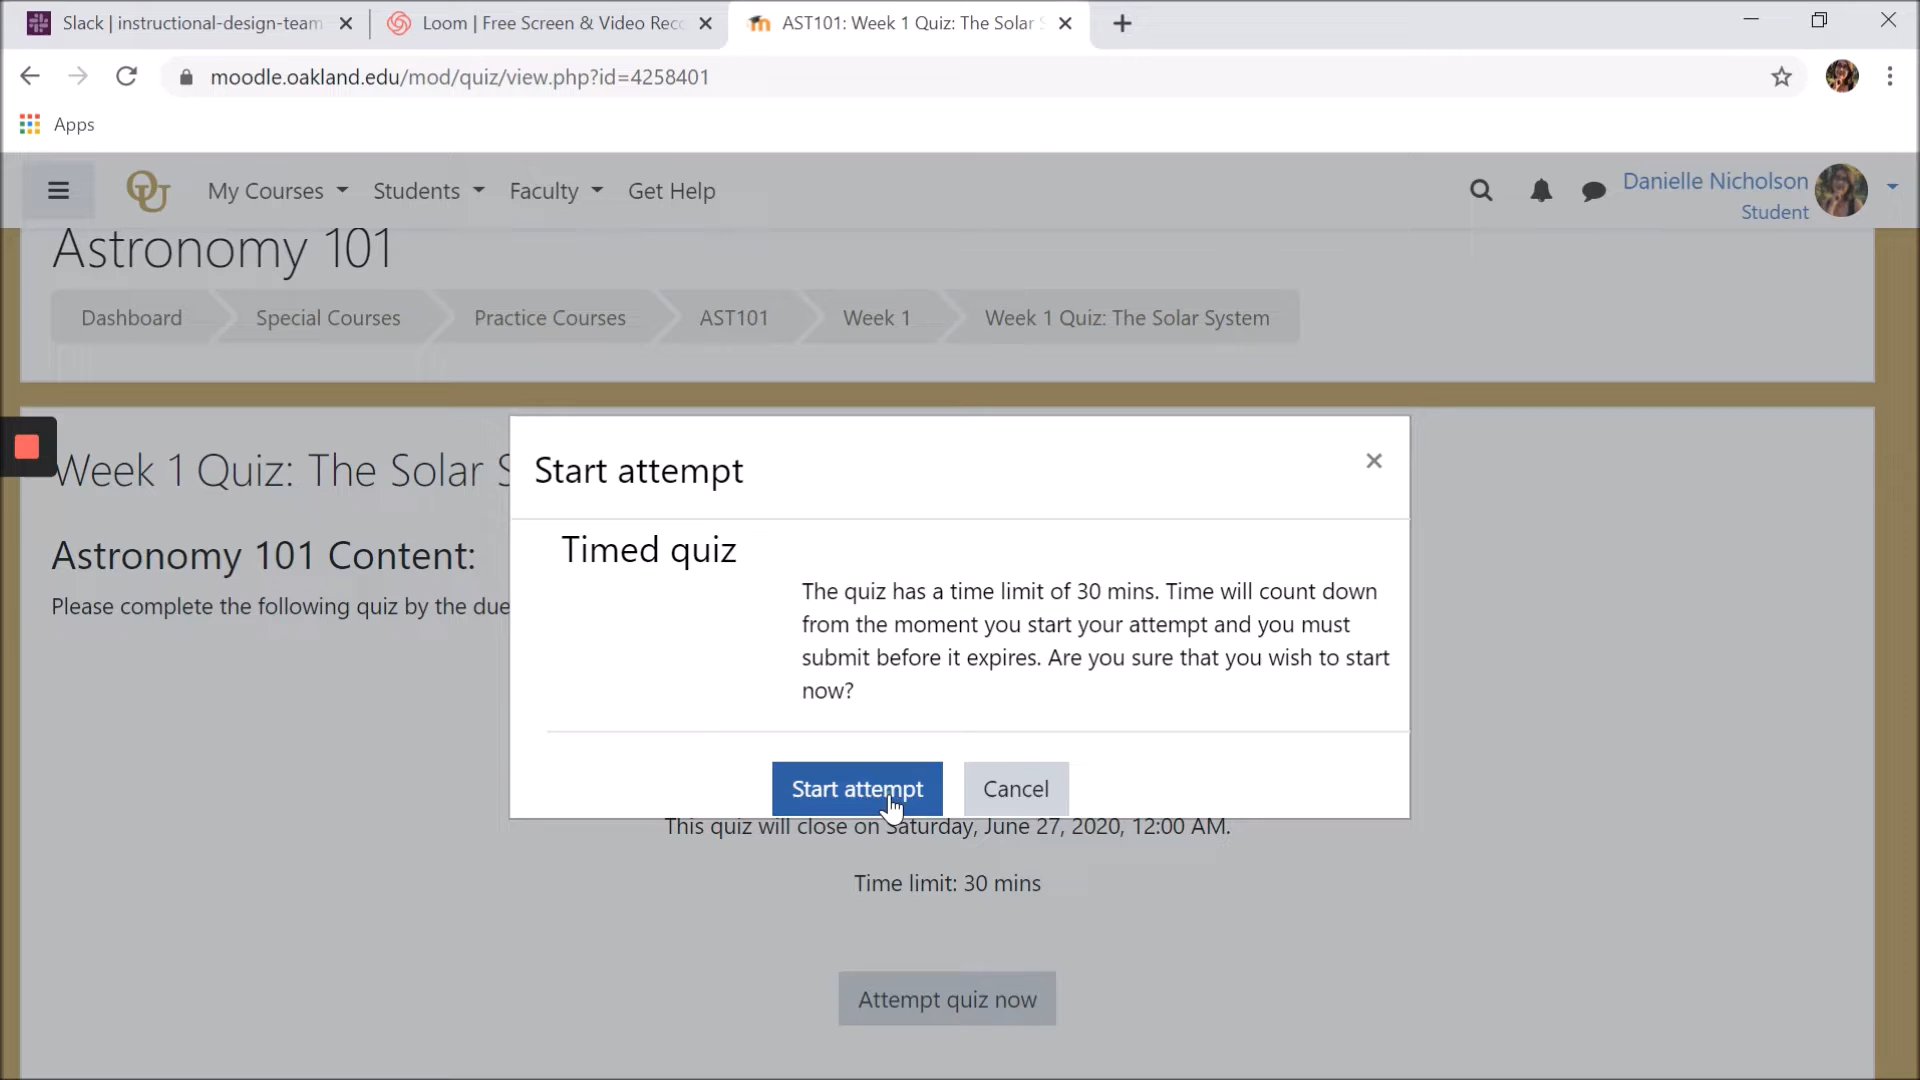 Slack | instructional-design-team
Loom | Free Screen & Video Rec
AST101: Week 1 Quiz: The Solar
moodle.oakland.edu/mod/quiz/view.php?id=4258401
Apps
OU
My Courses
Students
Faculty
Get Help
Danielle Nicholson
Student
Astronomy 101
Dashboard
Special Courses
Practice Courses
AST101
Week 1
Week 1 Quiz: The Solar System
Week 1 Quiz: The Solar S
Astronomy 101 Content:
Please complete the following quiz by the due
Start attempt
Timed quiz
The quiz has a time limit of 30 mins. Time will count down
from the moment you start your attempt and you must
submit before it expires. Are you sure that you wish to start
now?
Start attempt
Cancel
This quiz will close on Saturday, June 27, 2020, 12:00 AM.
Time limit: 30 mins
Attempt quiz now